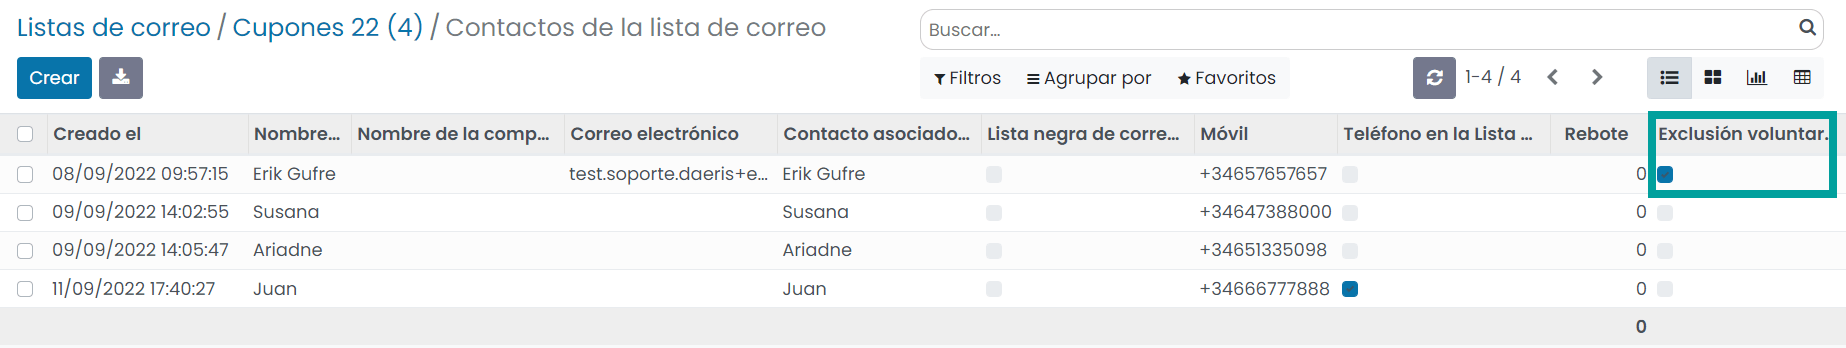 Listas de correo / Cupones 22 (4) / Contactos de la lista de correo
Buscar...
Crear
Filtros Agrupar por Favoritos 1-4 / 4
Creado el Nombre... Nombre de la comp... Correo electrónico Contacto asociado... Lista negra de corre... Móvil Teléfono en la Lista ... Rebote Exclusión voluntar.
08/09/2022 09:57:15 Erik Gufre test.soporte.daeris+e... Erik Gufre +34657657657 0
09/09/2022 14:02:55 Susana Susana +34647388000 0
09/09/2022 14:05:47 Ariadne Ariadne +34651335098 0
11/09/2022 17:40:27 Juan Juan +34666777888 0
0